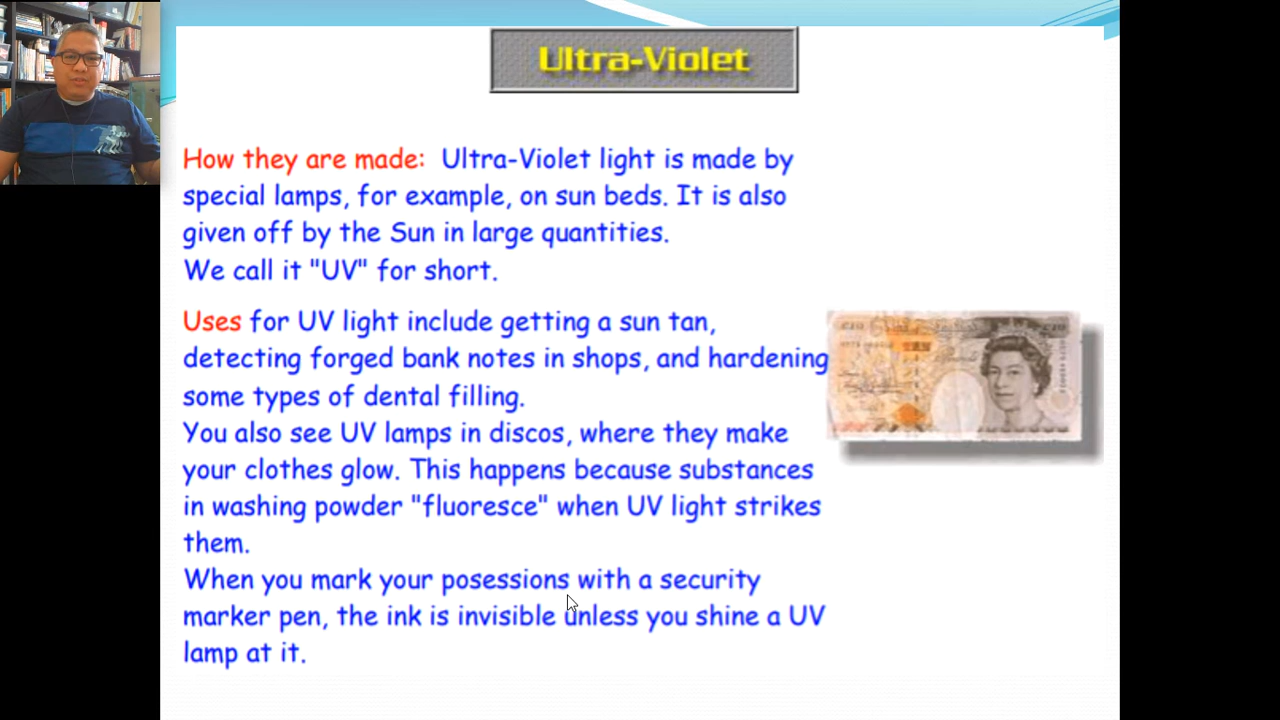 Ultra-Violet
How they are made: Ultra-Violet light is made by
special lamps, for example, on sun beds. It is also
given off by the Sun in large quantities.
We call it "UV" for short.
Uses for UV light include getting a sun tan,
detecting forged bank notes in shops, and hardening
some types of dental filling.
You also see UV lamps in discos, where they make
your clothes glow. This happens because substances
in washing powder "fluoresce" when UV light strikes
them.
When you mark your posessions with a security
marker pen, the ink is invisible unless you shine a UV
lamp at it.